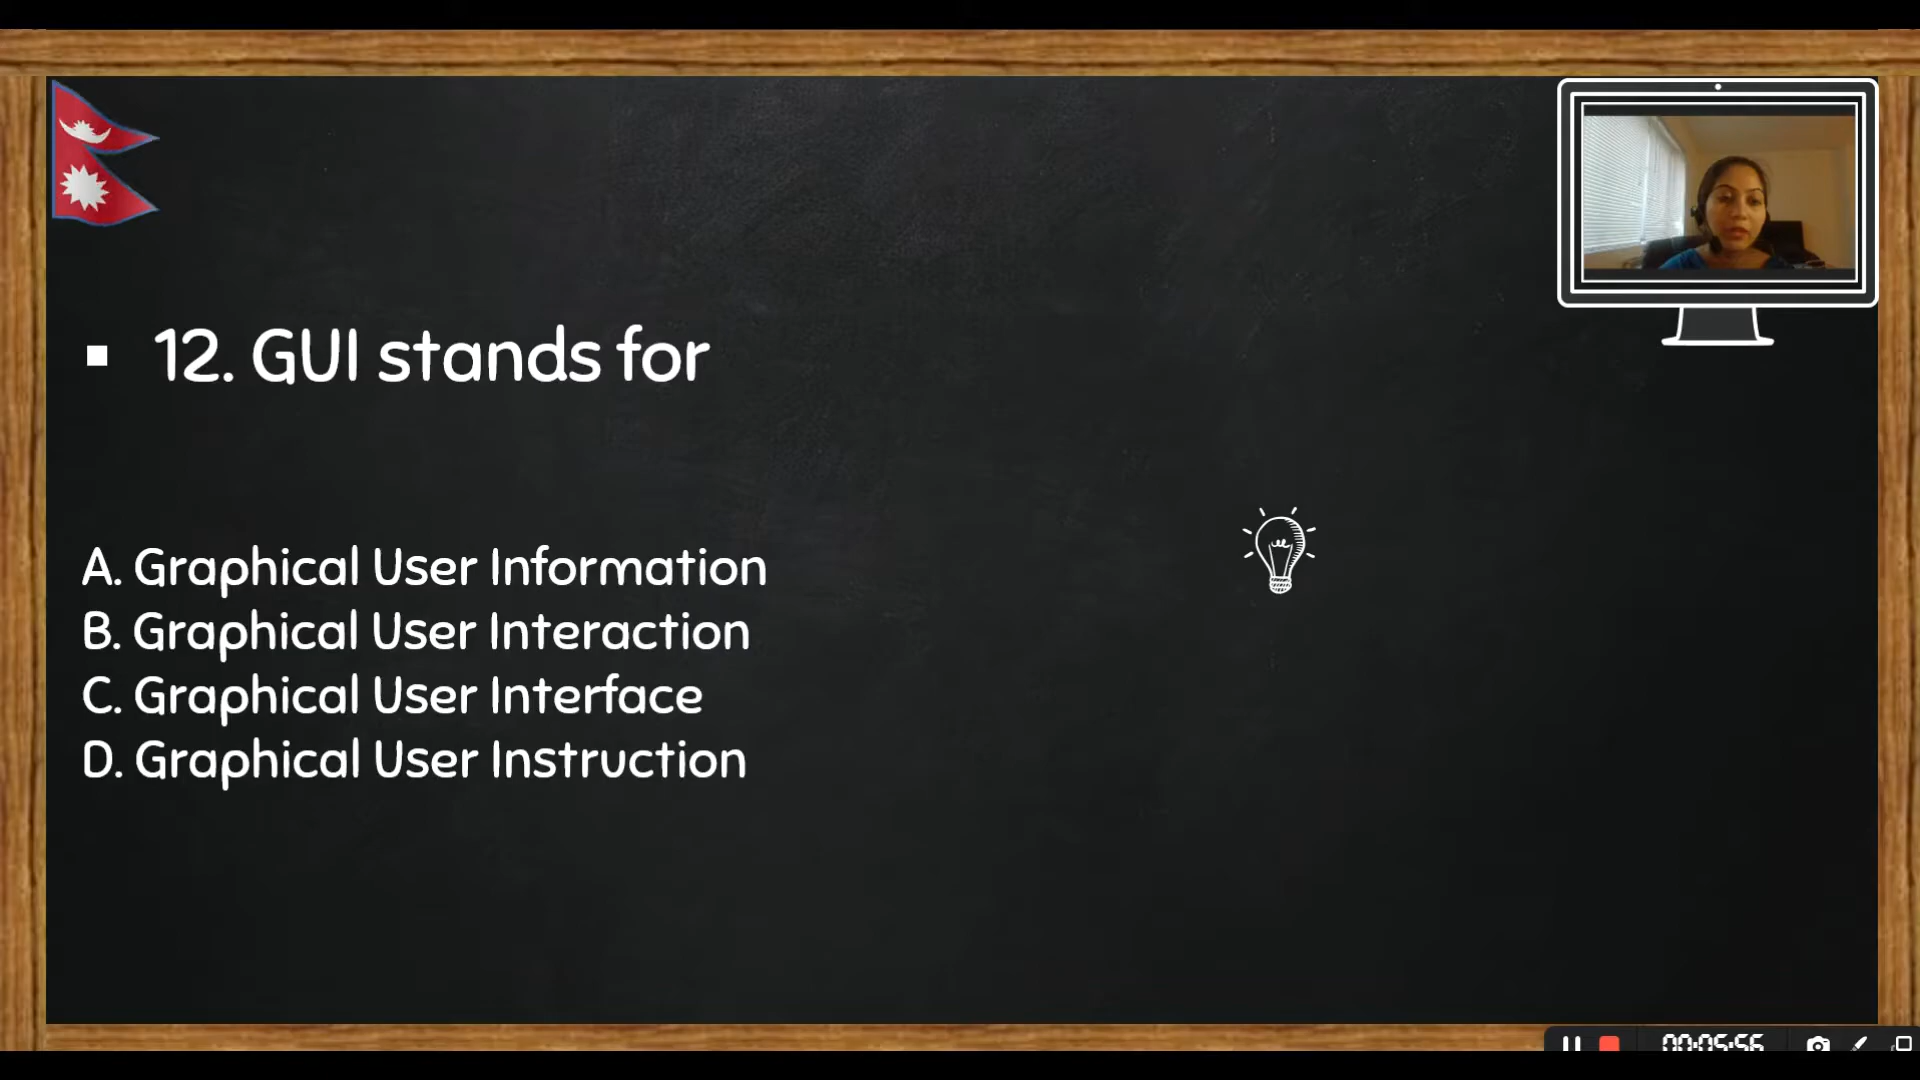 12. GUI stands for
A. Graphical User Information
B. Graphical User Interaction
C. Graphical User Interface
D. Graphical User Instruction
00:05:56